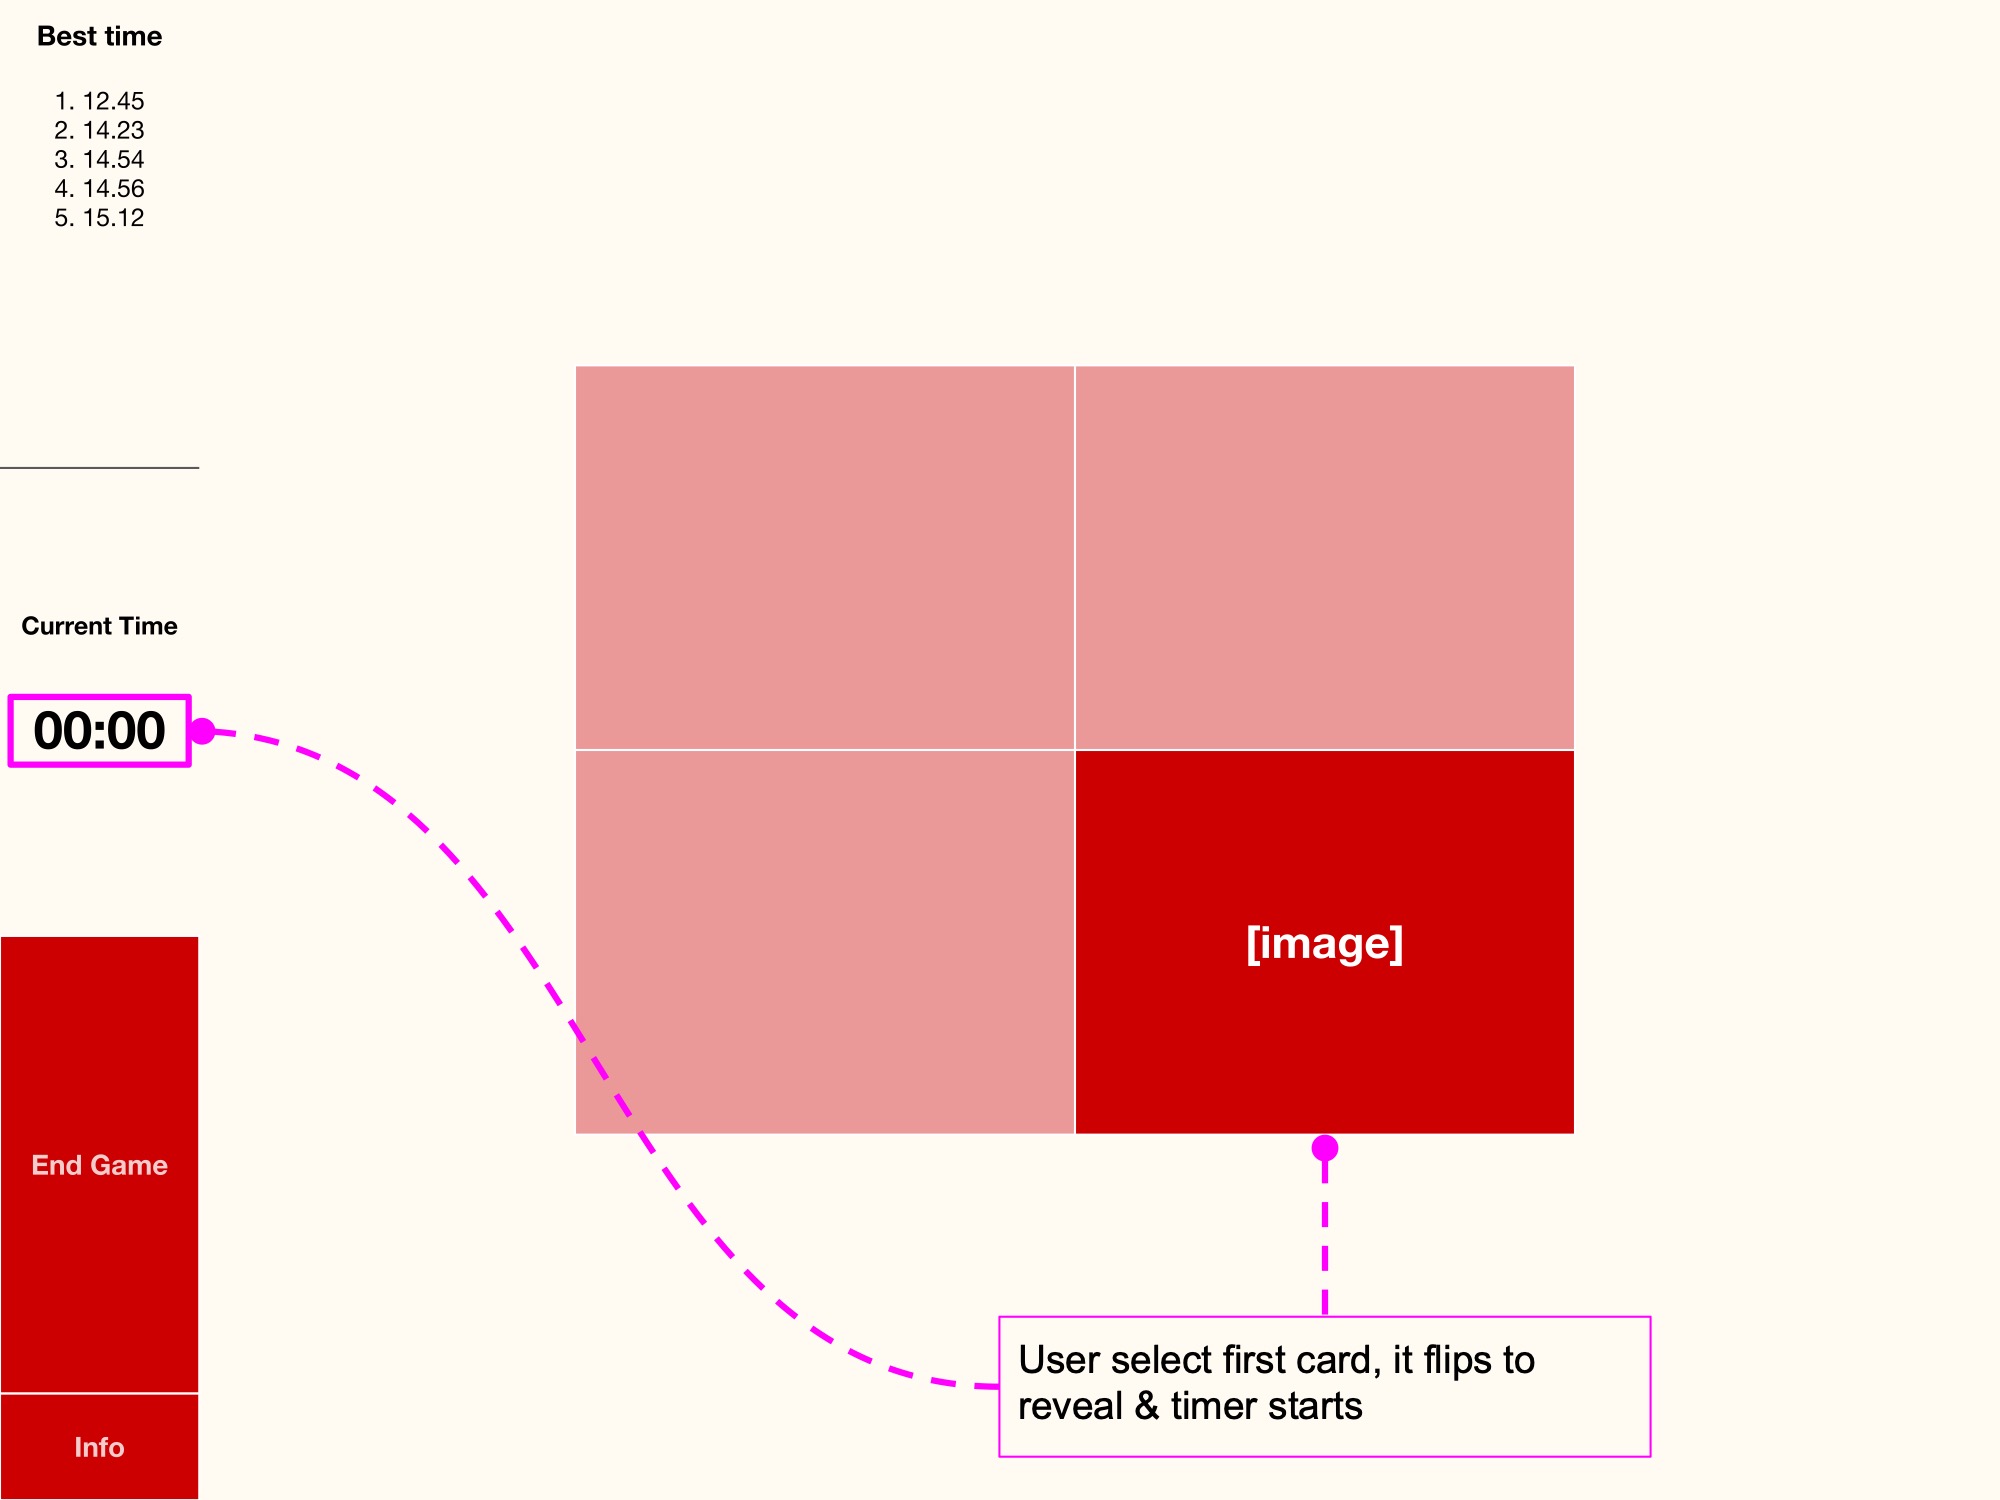 Best time
1. 12.45
2. 14.23
3. 14.54
4. 14.56
5. 15.12
Current Time
00:00
End Game
Info
[image]
User select first card, it flips to
reveal & timer starts